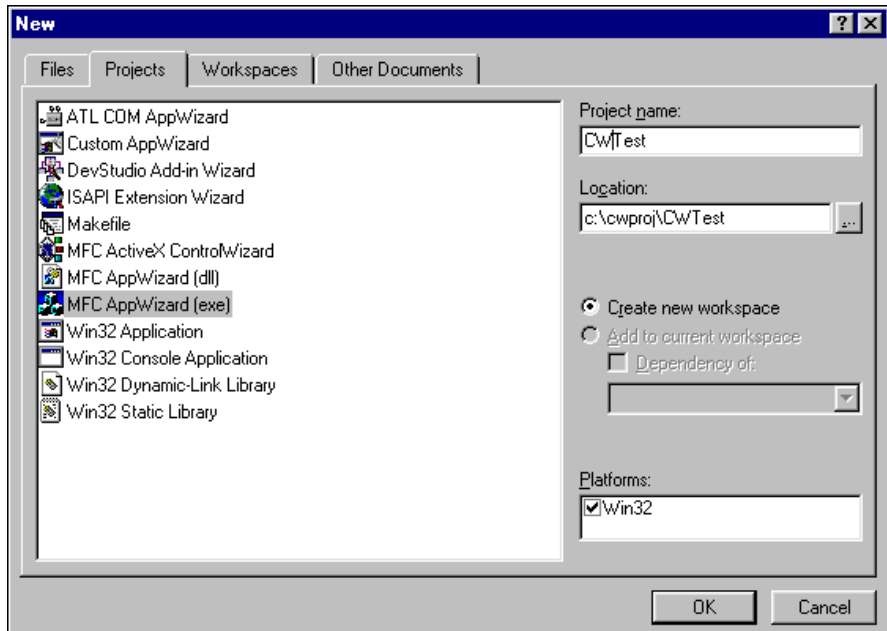 New
Files Projects Workspaces Other Documents
ATL COM AppWizard
Custom AppWizard
DevStudio Add-in Wizard
ISAPI Extension Wizard
Makefile
MFC ActiveX ControlWizard
MFC AppWizard (dll)
MFC AppWizard (exe)
Win32 Application
Win32 Console Application
Win32 Dynamic-Link Library
Win32 Static Library
Project name:
CWTest
Location:
c:\cwproj\CWTest
...
Create new workspace
Add to current workspace
Dependency of:
Platforms:
Win32
OK Cancel